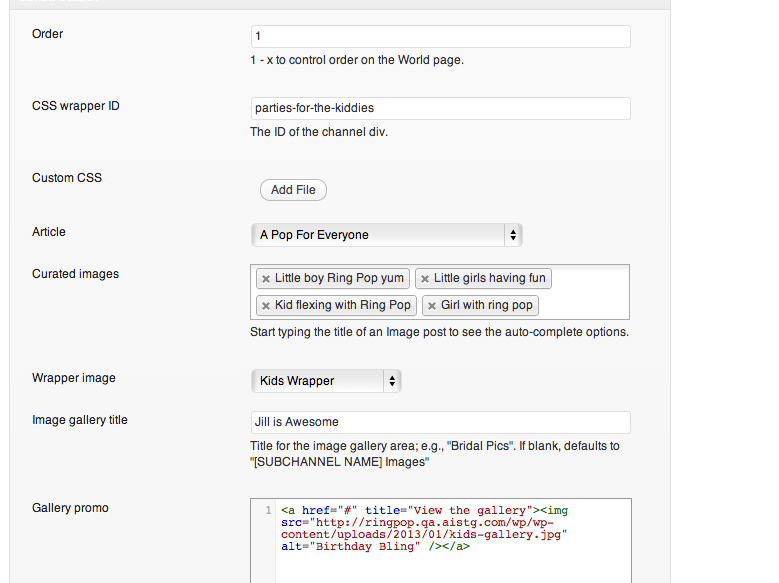 Order
1
1 - x to control order on the World page.
CSS wrapper ID
parties-for-the-kiddies
The ID of the channel div.
Custom CSS
Add File
Article
A Pop For Everyone
Curated images
× Little boy Ring Pop yum × Little girls having fun
× Kid flexing with Ring Pop × Girl with ring pop
Start typing the title of an Image post to see the auto-complete options.
Wrapper image
Kids Wrapper
Image gallery title
Jill is Awesome
Title for the image gallery area; e.g., "Bridal Pics". If blank, defaults to
"[SUBCHANNEL NAME] Images"
Gallery promo
1 <a href="#" title="View the gallery"><img
src="http://ringpop.qa.aistg.com/wp/wp-
content/uploads/2013/01/kids-gallery.jpg"
alt="Birthday Bling" /></a>